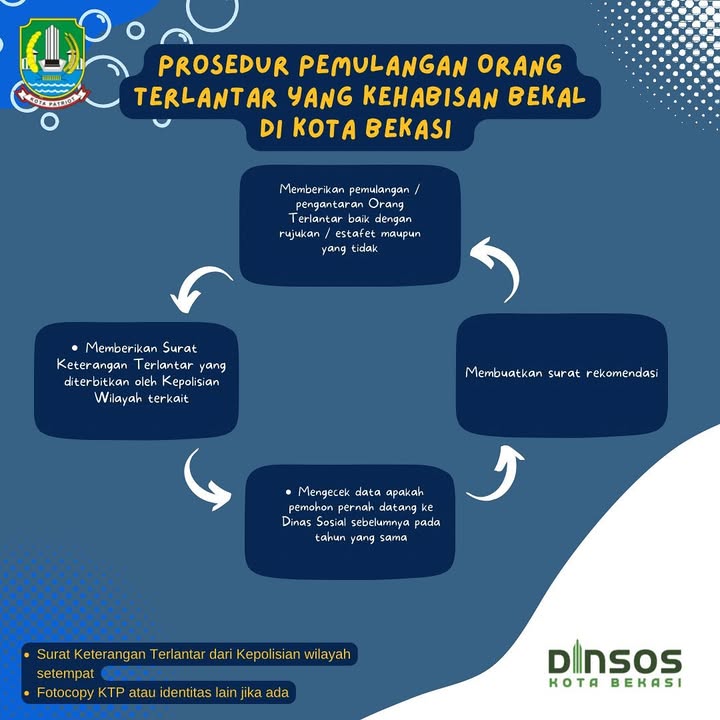 KOTA PATRIOT
PROSEDUR PEMULANGAN ORANG
TERLANTAR YANG KEHABISAN BEKAL
DI KOTA BEKASI
Memberikan pemulangan /
pengantaran Orang
Terlantar baik dengan
rujukan / estafet maupun
yang tidak
• Memberikan Surat
Keterangan Terlantar yang
diterbitkan oleh Kepolisian
Wilayah terkait
Membuatkan surat rekomendasi
• Mengecek data apakah
pemohon pernah datang ke
Dinas Sosial sebelumnya pada
tahun yang sama
• Surat Keterangan Terlantar dari Kepolisian wilayah
setempat
• Fotocopy KTP atau identitas lain jika ada
DINSOS
KOTA BEKASI